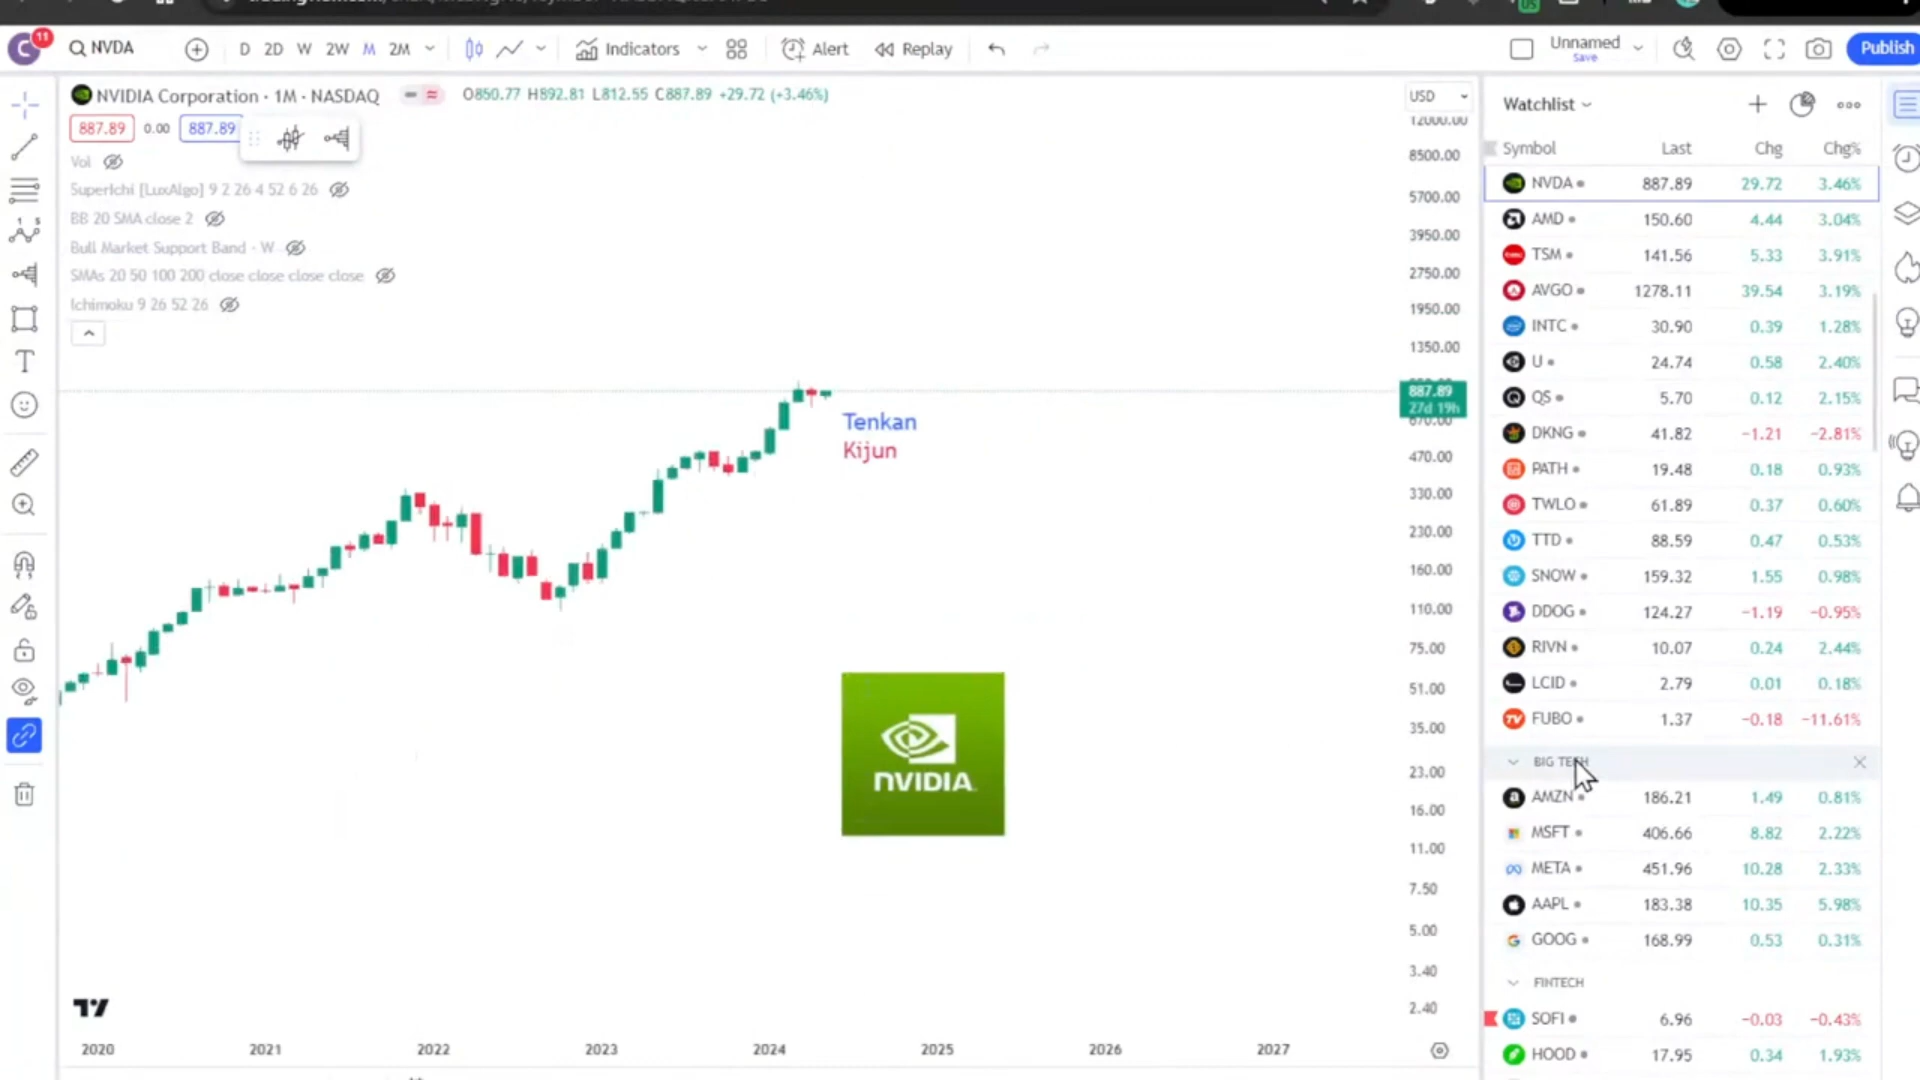 C 11
NVDA
D 2D W 2W M 2M
Indicators
Alert
Replay
Unnamed
Save
Publish
NVIDIA Corporation · 1M · NASDAQ
O850.77 H892.81 L812.55 C887.89 +29.72 (+3.46%)
887.89 0.00 887.89
Vol
SuperIchi [LuxAlgo] 9 2 26 4 52 6 26
BB 20 SMA close 2
Bull Market Support Band · W
SMAs 20 50 100 200 close close close close
Ichimoku 9 26 52 26
Tenkan
Kijun
NVIDIA
USD
12000.00
8500.00
5700.00
3950.00
2750.00
1950.00
1350.00
887.89
27d 19h
670.00
470.00
330.00
230.00
160.00
110.00
75.00
51.00
35.00
23.00
16.00
11.00
7.50
5.00
3.40
2.40
2020 2021 2022 2023 2024 2025 2026 2027
Watchlist
Symbol Last Chg Chg%
NVDA 887.89 29.72 3.46%
AMD 150.60 4.44 3.04%
TSM 141.56 5.33 3.91%
AVGO 1278.11 39.54 3.19%
INTC 30.90 0.39 1.28%
U 24.74 0.58 2.40%
QS 5.70 0.12 2.15%
DKNG 41.82 −1.21 −2.81%
PATH 19.48 0.18 0.93%
TWLO 61.89 0.37 0.60%
TTD 88.59 0.47 0.53%
SNOW 159.32 1.55 0.98%
DDOG 124.27 −1.19 −0.95%
RIVN 10.07 0.24 2.44%
LCID 2.79 0.01 0.18%
FUBO 1.37 −0.18 −11.61%
BIG TECH
AMZN 186.21 1.49 0.81%
MSFT 406.66 8.82 2.22%
META 451.96 10.28 2.33%
AAPL 183.38 10.35 5.98%
GOOG 168.99 0.53 0.31%
FINTECH
SOFI 6.96 −0.03 −0.43%
HOOD 17.95 0.34 1.93%